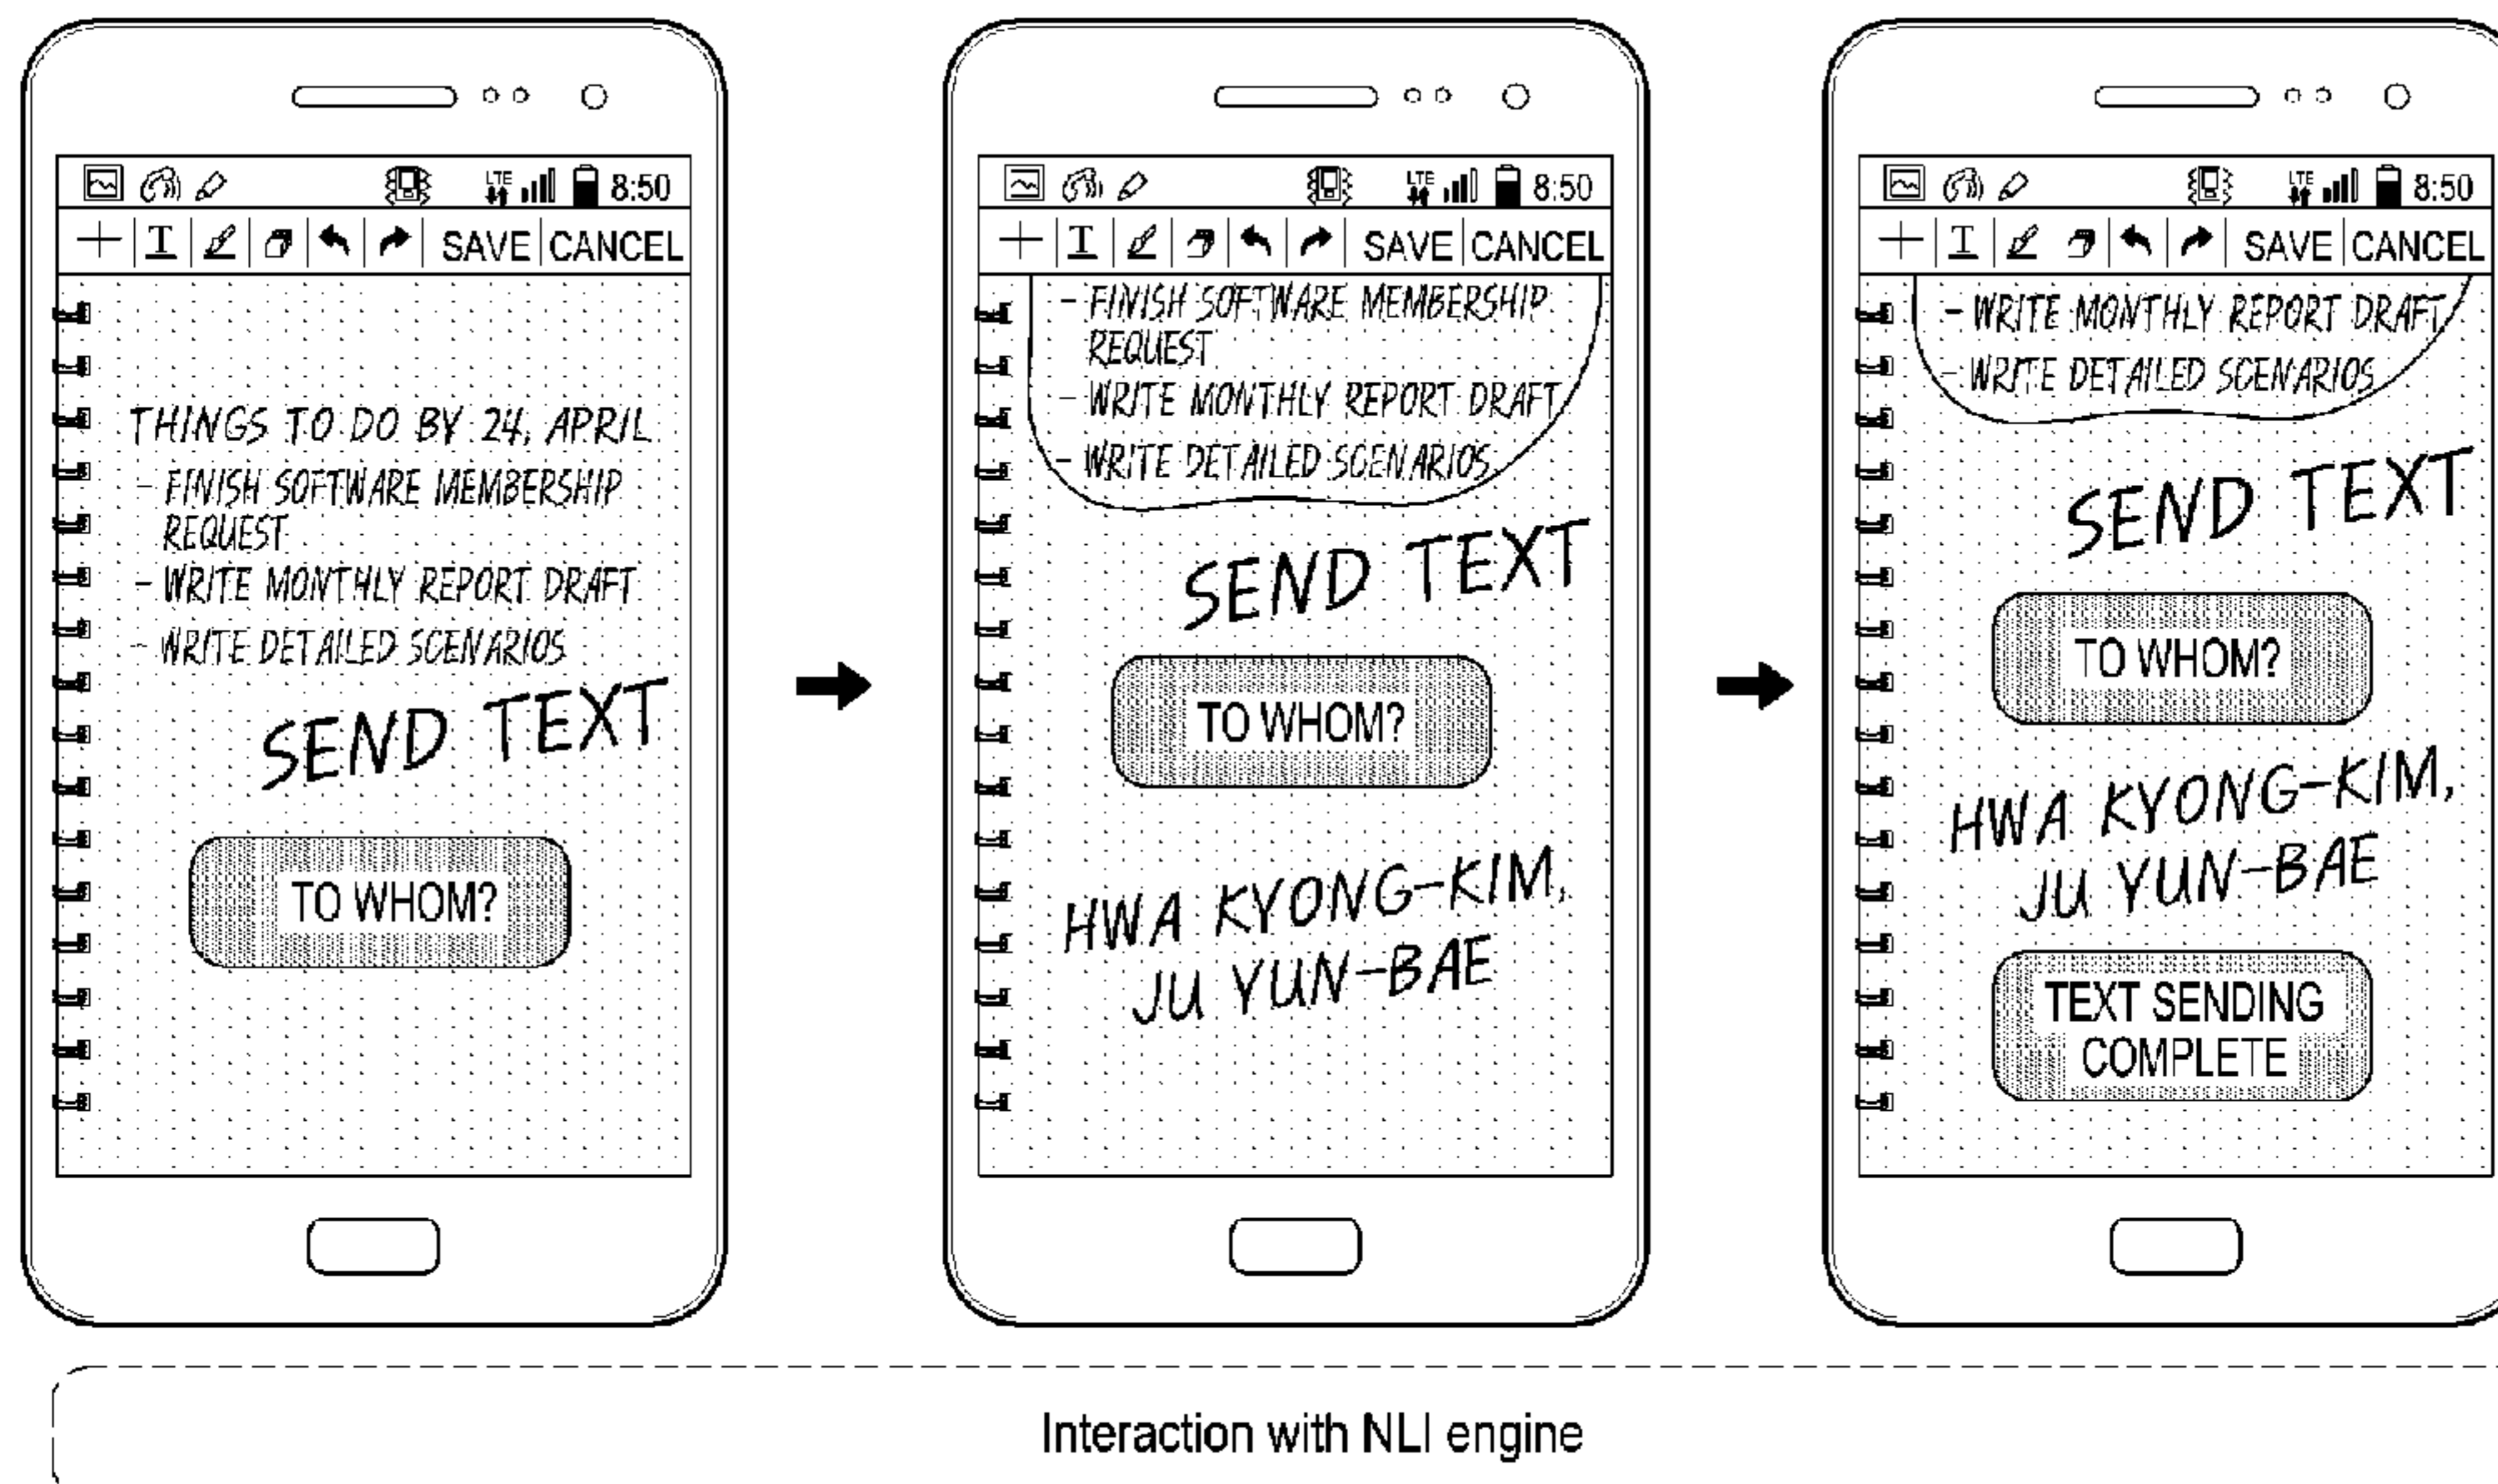 LTE 8:50
T SAVE CANCEL
THINGS TO DO BY 24, APRIL
- FINISH SOFTWARE MEMBERSHIP
REQUEST
- WRITE MONTHLY REPORT DRAFT
- WRITE DETAILED SCENARIOS
SEND TEXT
TO WHOM?
LTE 8:50
T SAVE CANCEL
- FINISH SOFTWARE MEMBERSHIP
REQUEST
- WRITE MONTHLY REPORT DRAFT
- WRITE DETAILED SCENARIOS
SEND TEXT
TO WHOM?
HWA KYONG-KIM,
JU YUN-BAE
LTE 8:50
T SAVE CANCEL
- WRITE MONTHLY REPORT DRAFT
- WRITE DETAILED SCENARIOS
SEND TEXT
TO WHOM?
HWA KYONG-KIM,
JU YUN-BAE
TEXT SENDING
COMPLETE
Interaction with NLI engine